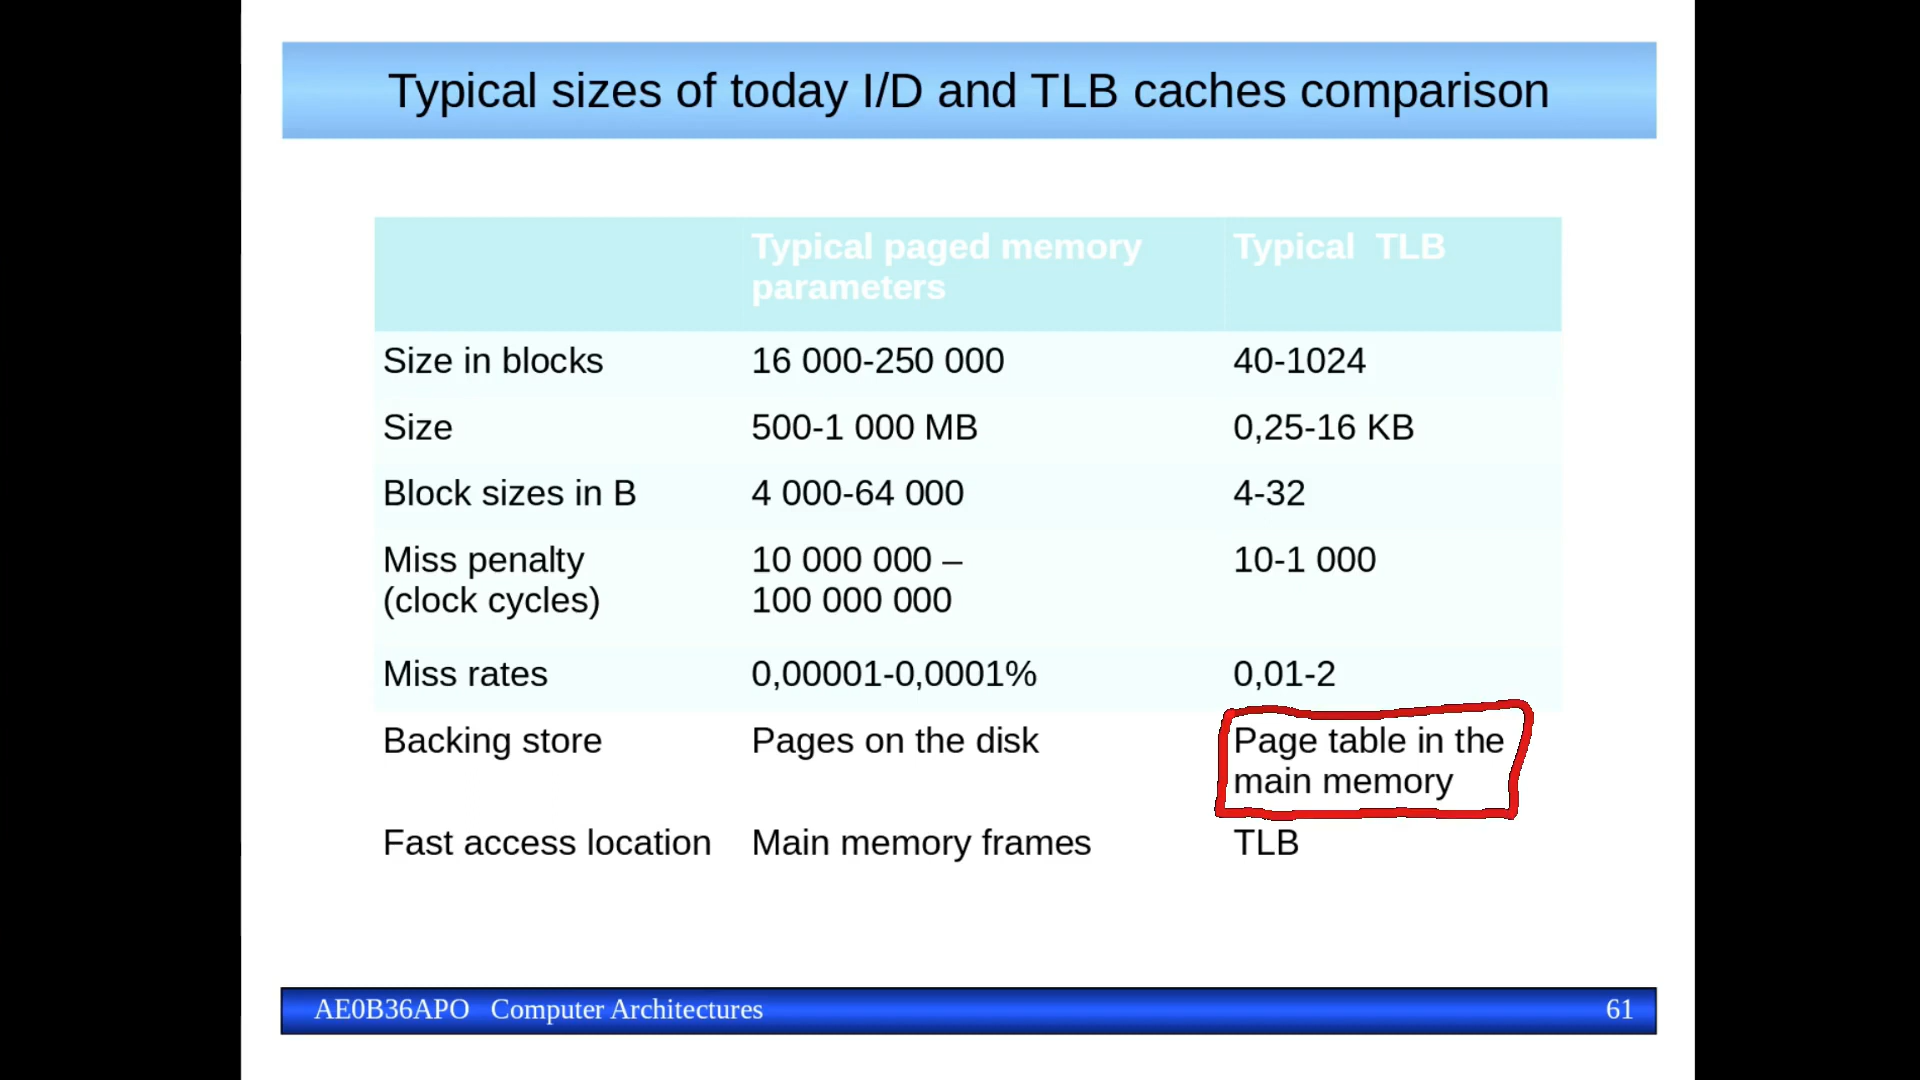 Typical sizes of today I/D and TLB caches comparison
Typical paged memory parameters Typical TLB
Size in blocks 16 000-250 000 40-1024
Size 500-1 000 MB 0,25-16 KB
Block sizes in B 4 000-64 000 4-32
Miss penalty (clock cycles) 10 000 000 – 100 000 000 10-1 000
Miss rates 0,00001-0,0001% 0,01-2
Backing store Pages on the disk Page table in the main memory
Fast access location Main memory frames TLB
AE0B36APO Computer Architectures 61